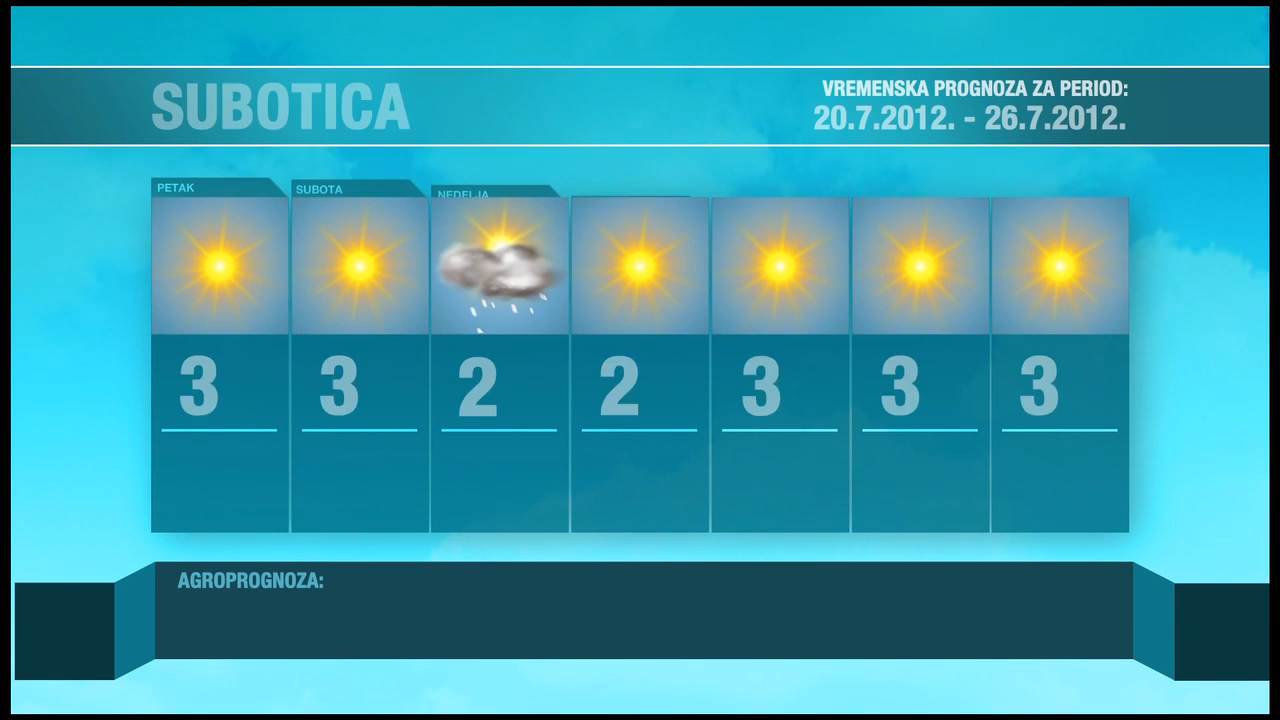 SUBOTICA
VREMENSKA PROGNOZA ZA PERIOD:
20.7.2012. - 26.7.2012.
PETAK SUBOTA NEDELJA
3 3 2 2 3 3 3
AGROPROGNOZA: